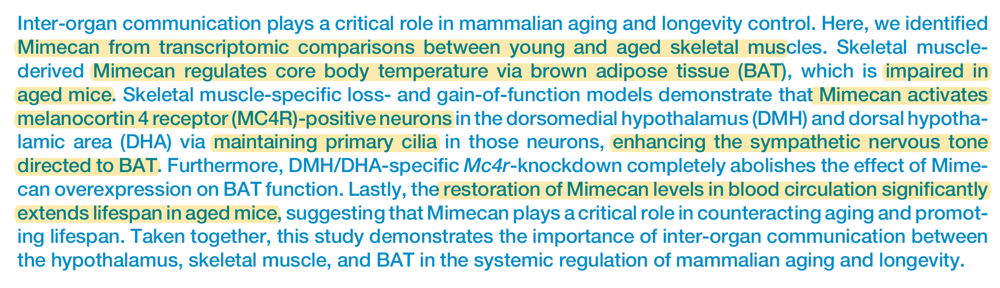 Inter-organ communication plays a critical role in mammalian aging and longevity control. Here, we identified
Mimecan from transcriptomic comparisons between young and aged skeletal muscles. Skeletal muscle-
derived Mimecan regulates core body temperature via brown adipose tissue (BAT), which is impaired in
aged mice. Skeletal muscle-specific loss- and gain-of-function models demonstrate that Mimecan activates
melanocortin 4 receptor (MC4R)-positive neurons in the dorsomedial hypothalamus (DMH) and dorsal hypotha-
lamic area (DHA) via maintaining primary cilia in those neurons, enhancing the sympathetic nervous tone
directed to BAT. Furthermore, DMH/DHA-specific Mc4r-knockdown completely abolishes the effect of Mime-
can overexpression on BAT function. Lastly, the restoration of Mimecan levels in blood circulation significantly
extends lifespan in aged mice, suggesting that Mimecan plays a critical role in counteracting aging and promot-
ing lifespan. Taken together, this study demonstrates the importance of inter-organ communication between
the hypothalamus, skeletal muscle, and BAT in the systemic regulation of mammalian aging and longevity.